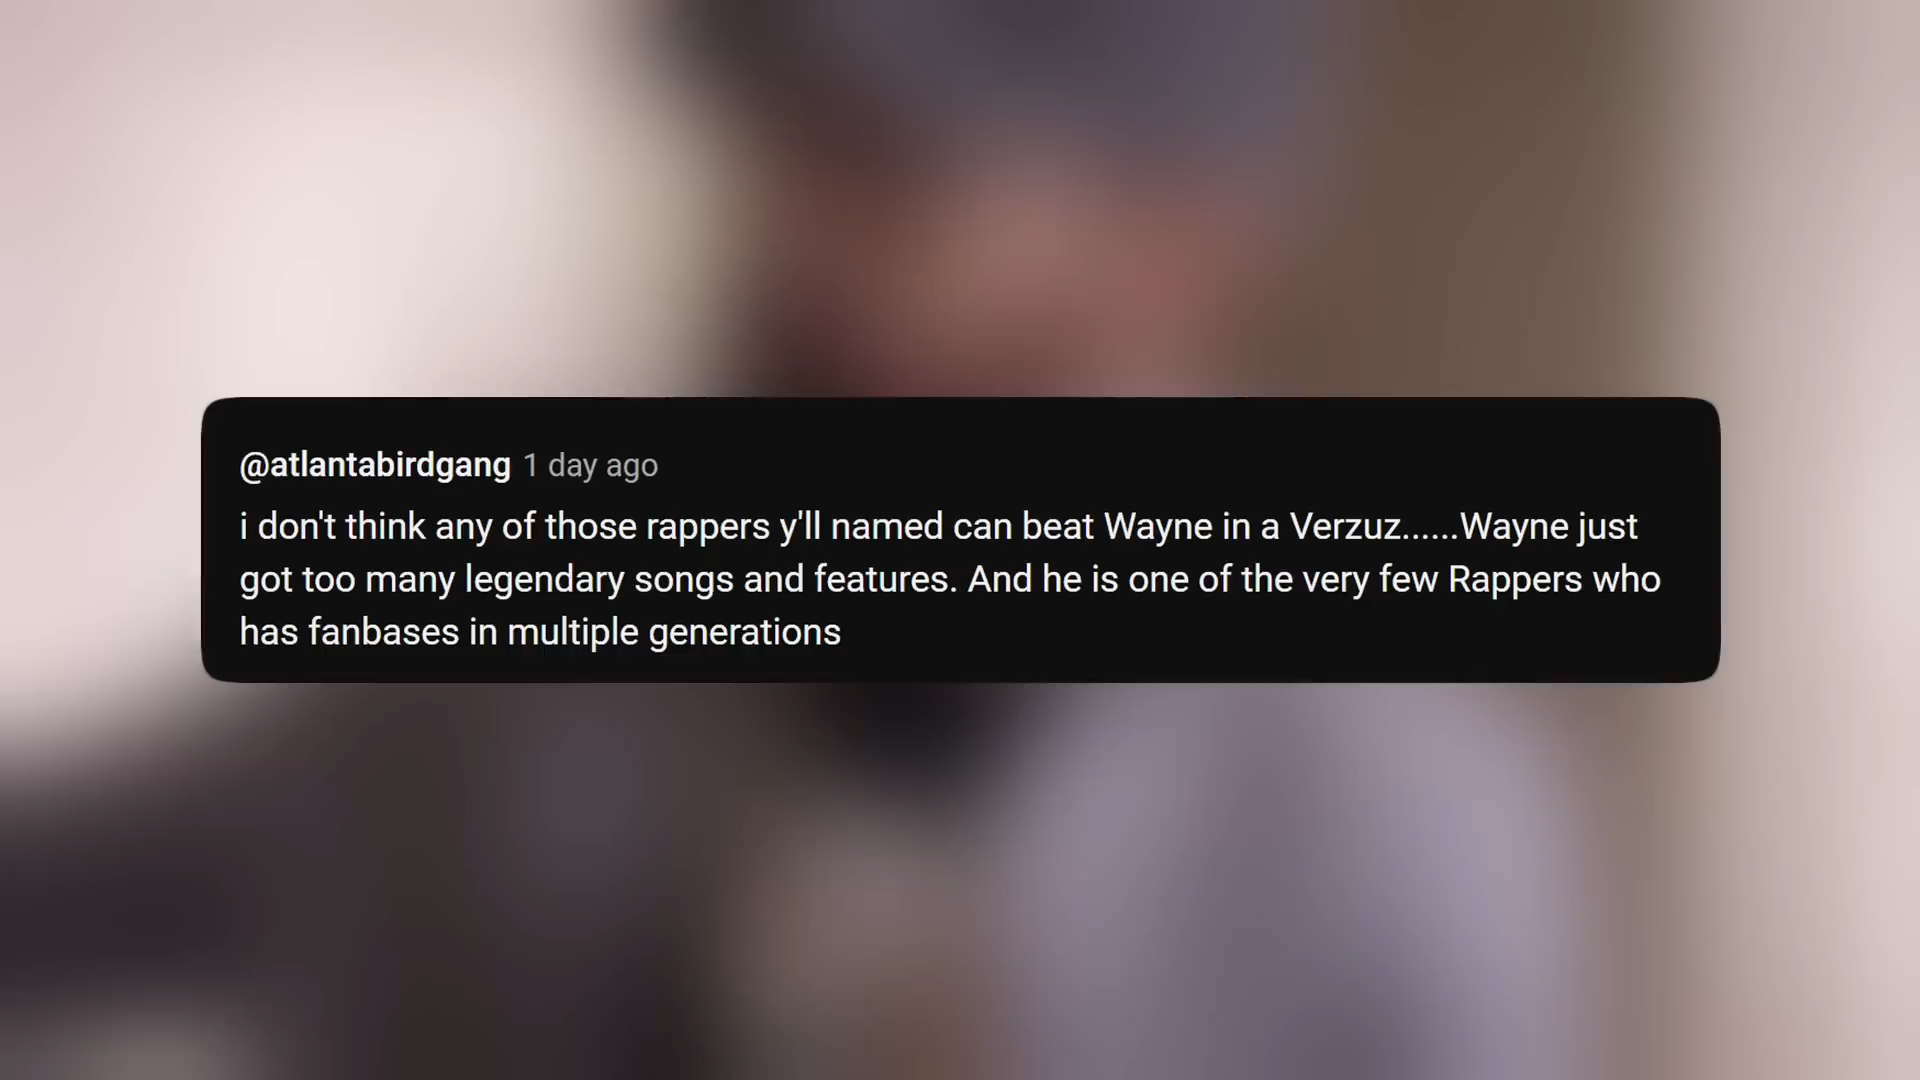 @atlantabirdgang 1 day ago
i don't think any of those rappers y'll named can beat Wayne in a Verzuz......Wayne just
got too many legendary songs and features. And he is one of the very few Rappers who
has fanbases in multiple generations